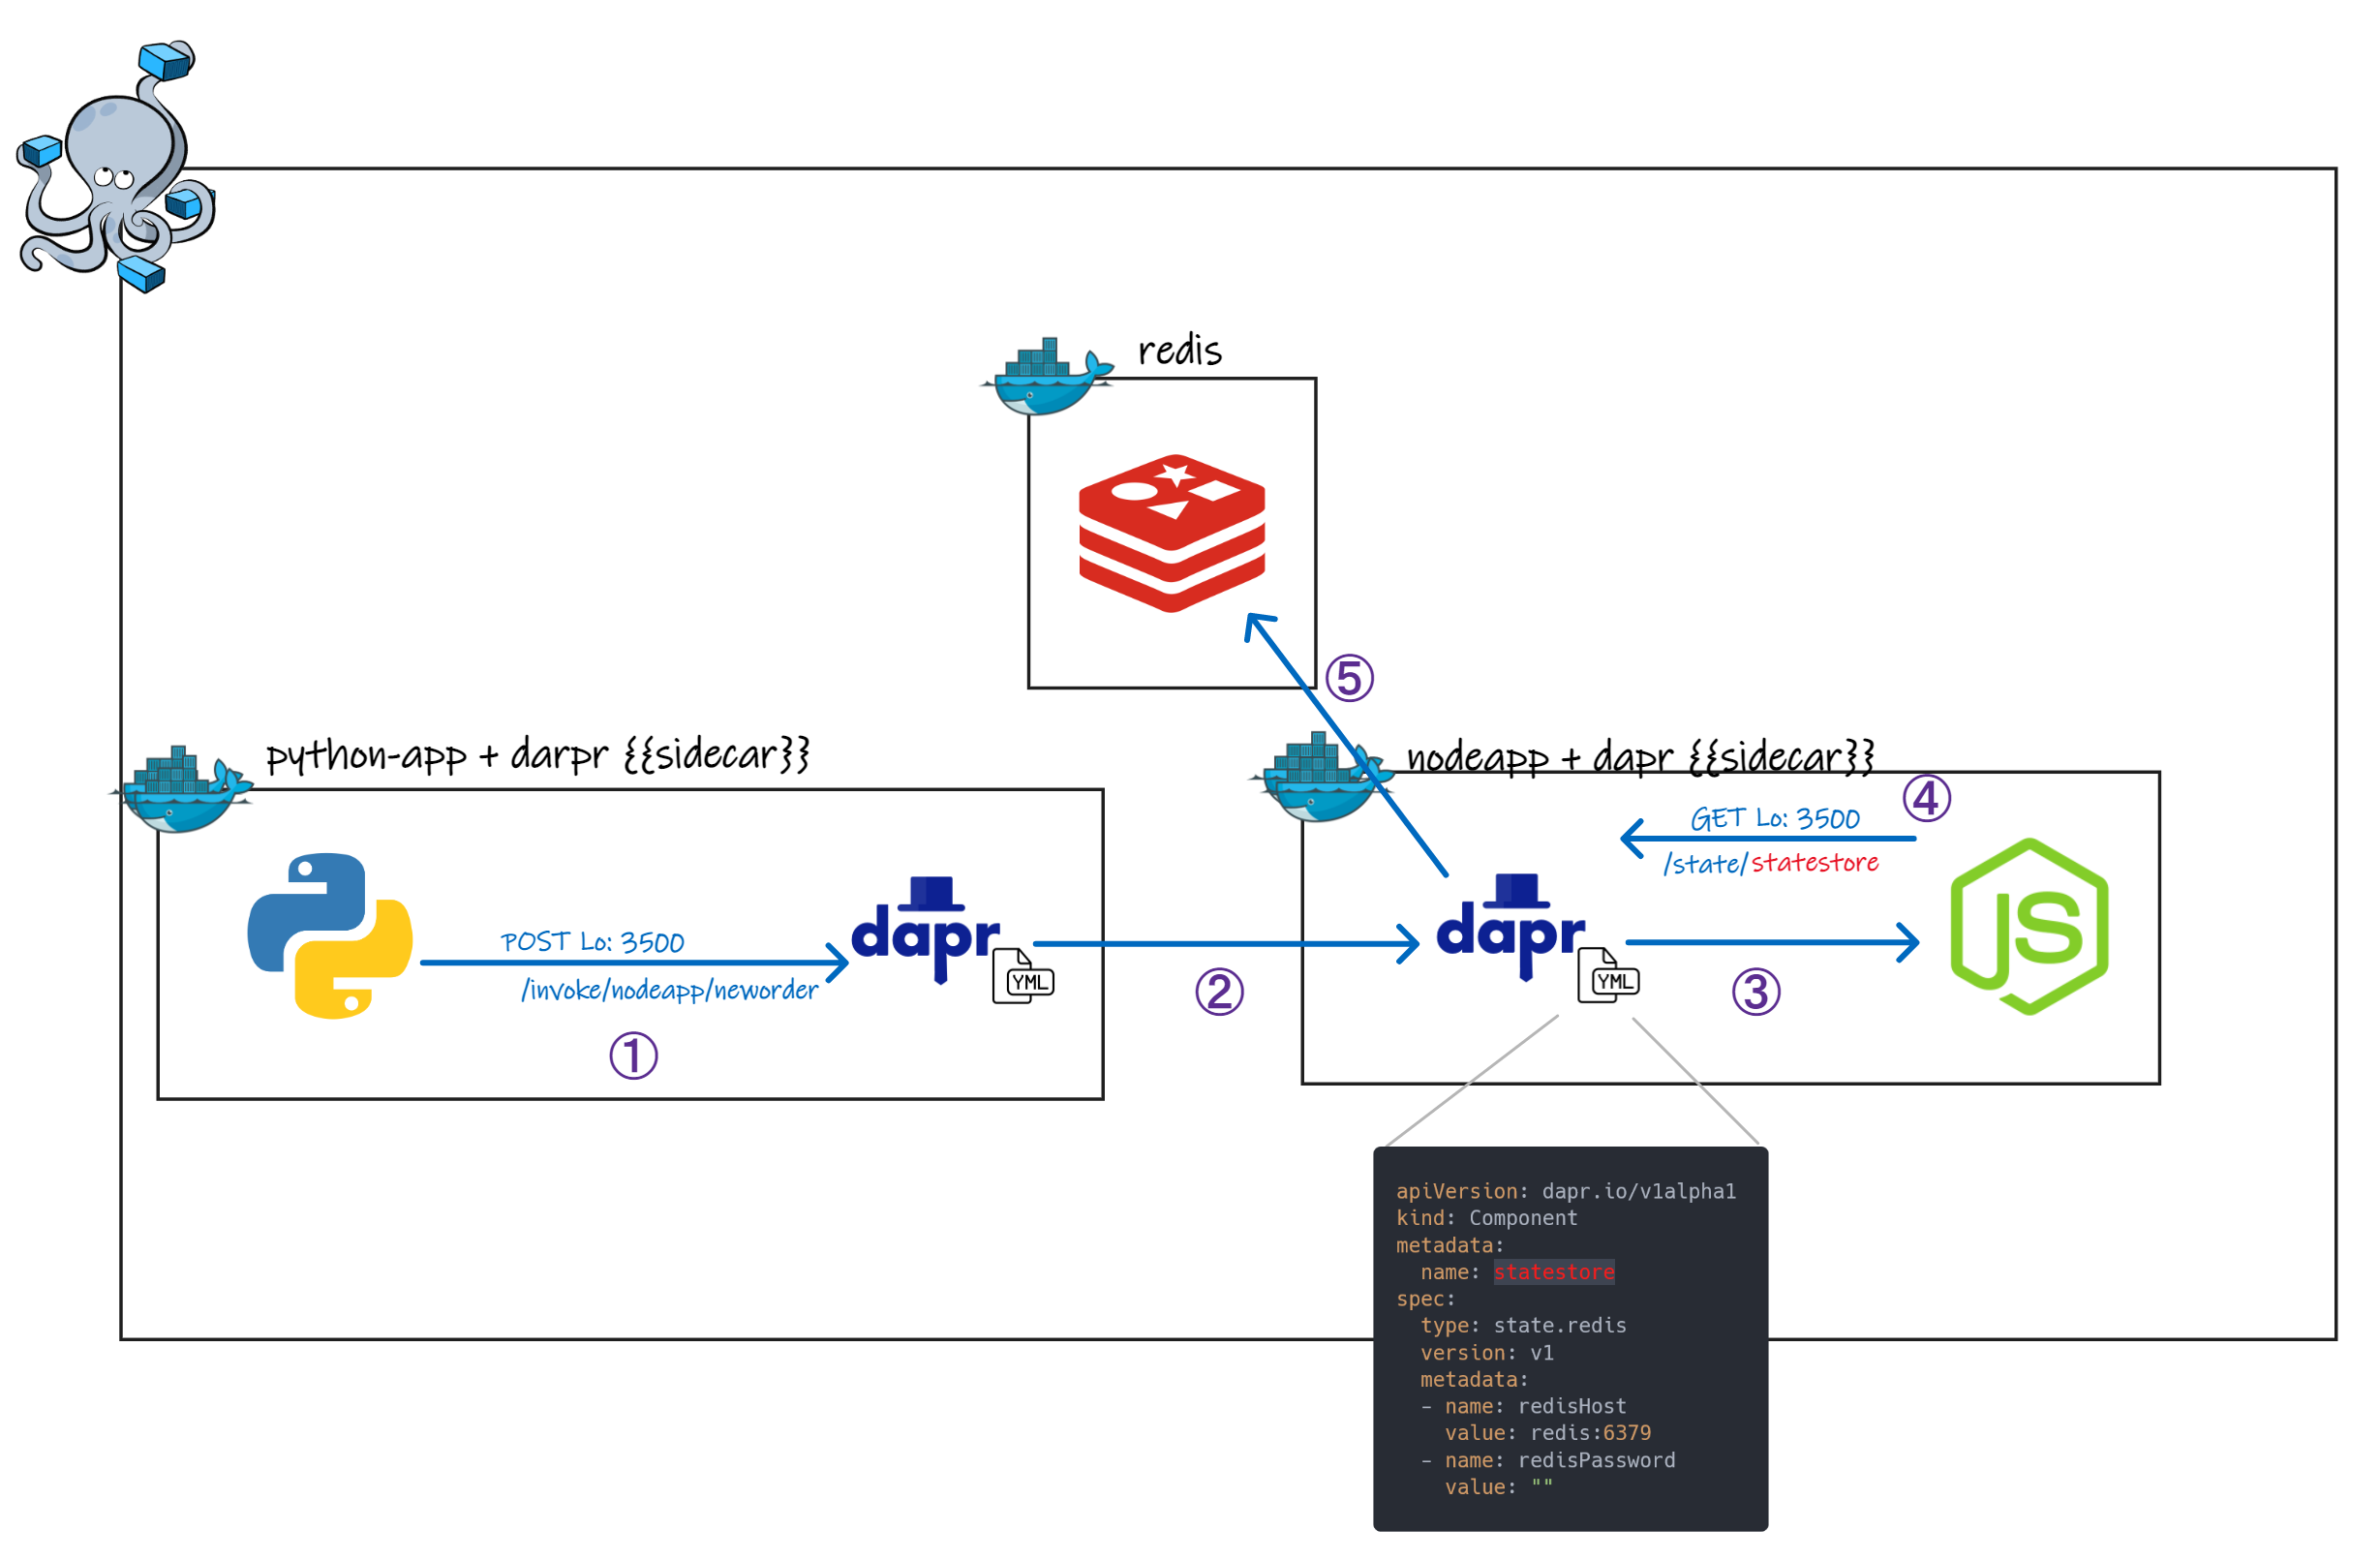 redis
⑤
python-app + darpr {{sidecar}}
POST Lo: 3500
/invoke/nodeapp/neworder
①
dapr
YML
②
nodeapp + dapr {{sidecar}}
④
GET Lo: 3500
/state/statestore
dapr
YML
③
JS
apiVersion: dapr.io/v1alpha1
kind: Component
metadata:
  name: statestore
spec:
  type: state.redis
  version: v1
  metadata:
  - name: redisHost
    value: redis:6379
  - name: redisPassword
    value: ""